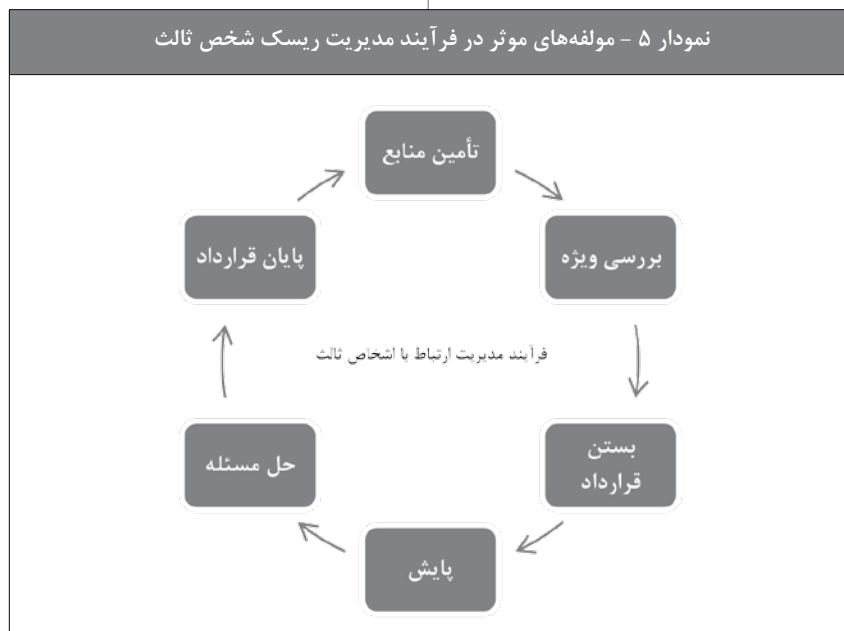 نمودار ۵ - مولفه‌های موثر در فرآیند مدیریت ریسک شخص ثالث
تأمین منابع
بررسی ویژه
بستن
قرارداد
پایش
حل مسئله
پایان قرارداد
فرآیند مدیریت ارتباط با اشخاص ثالث